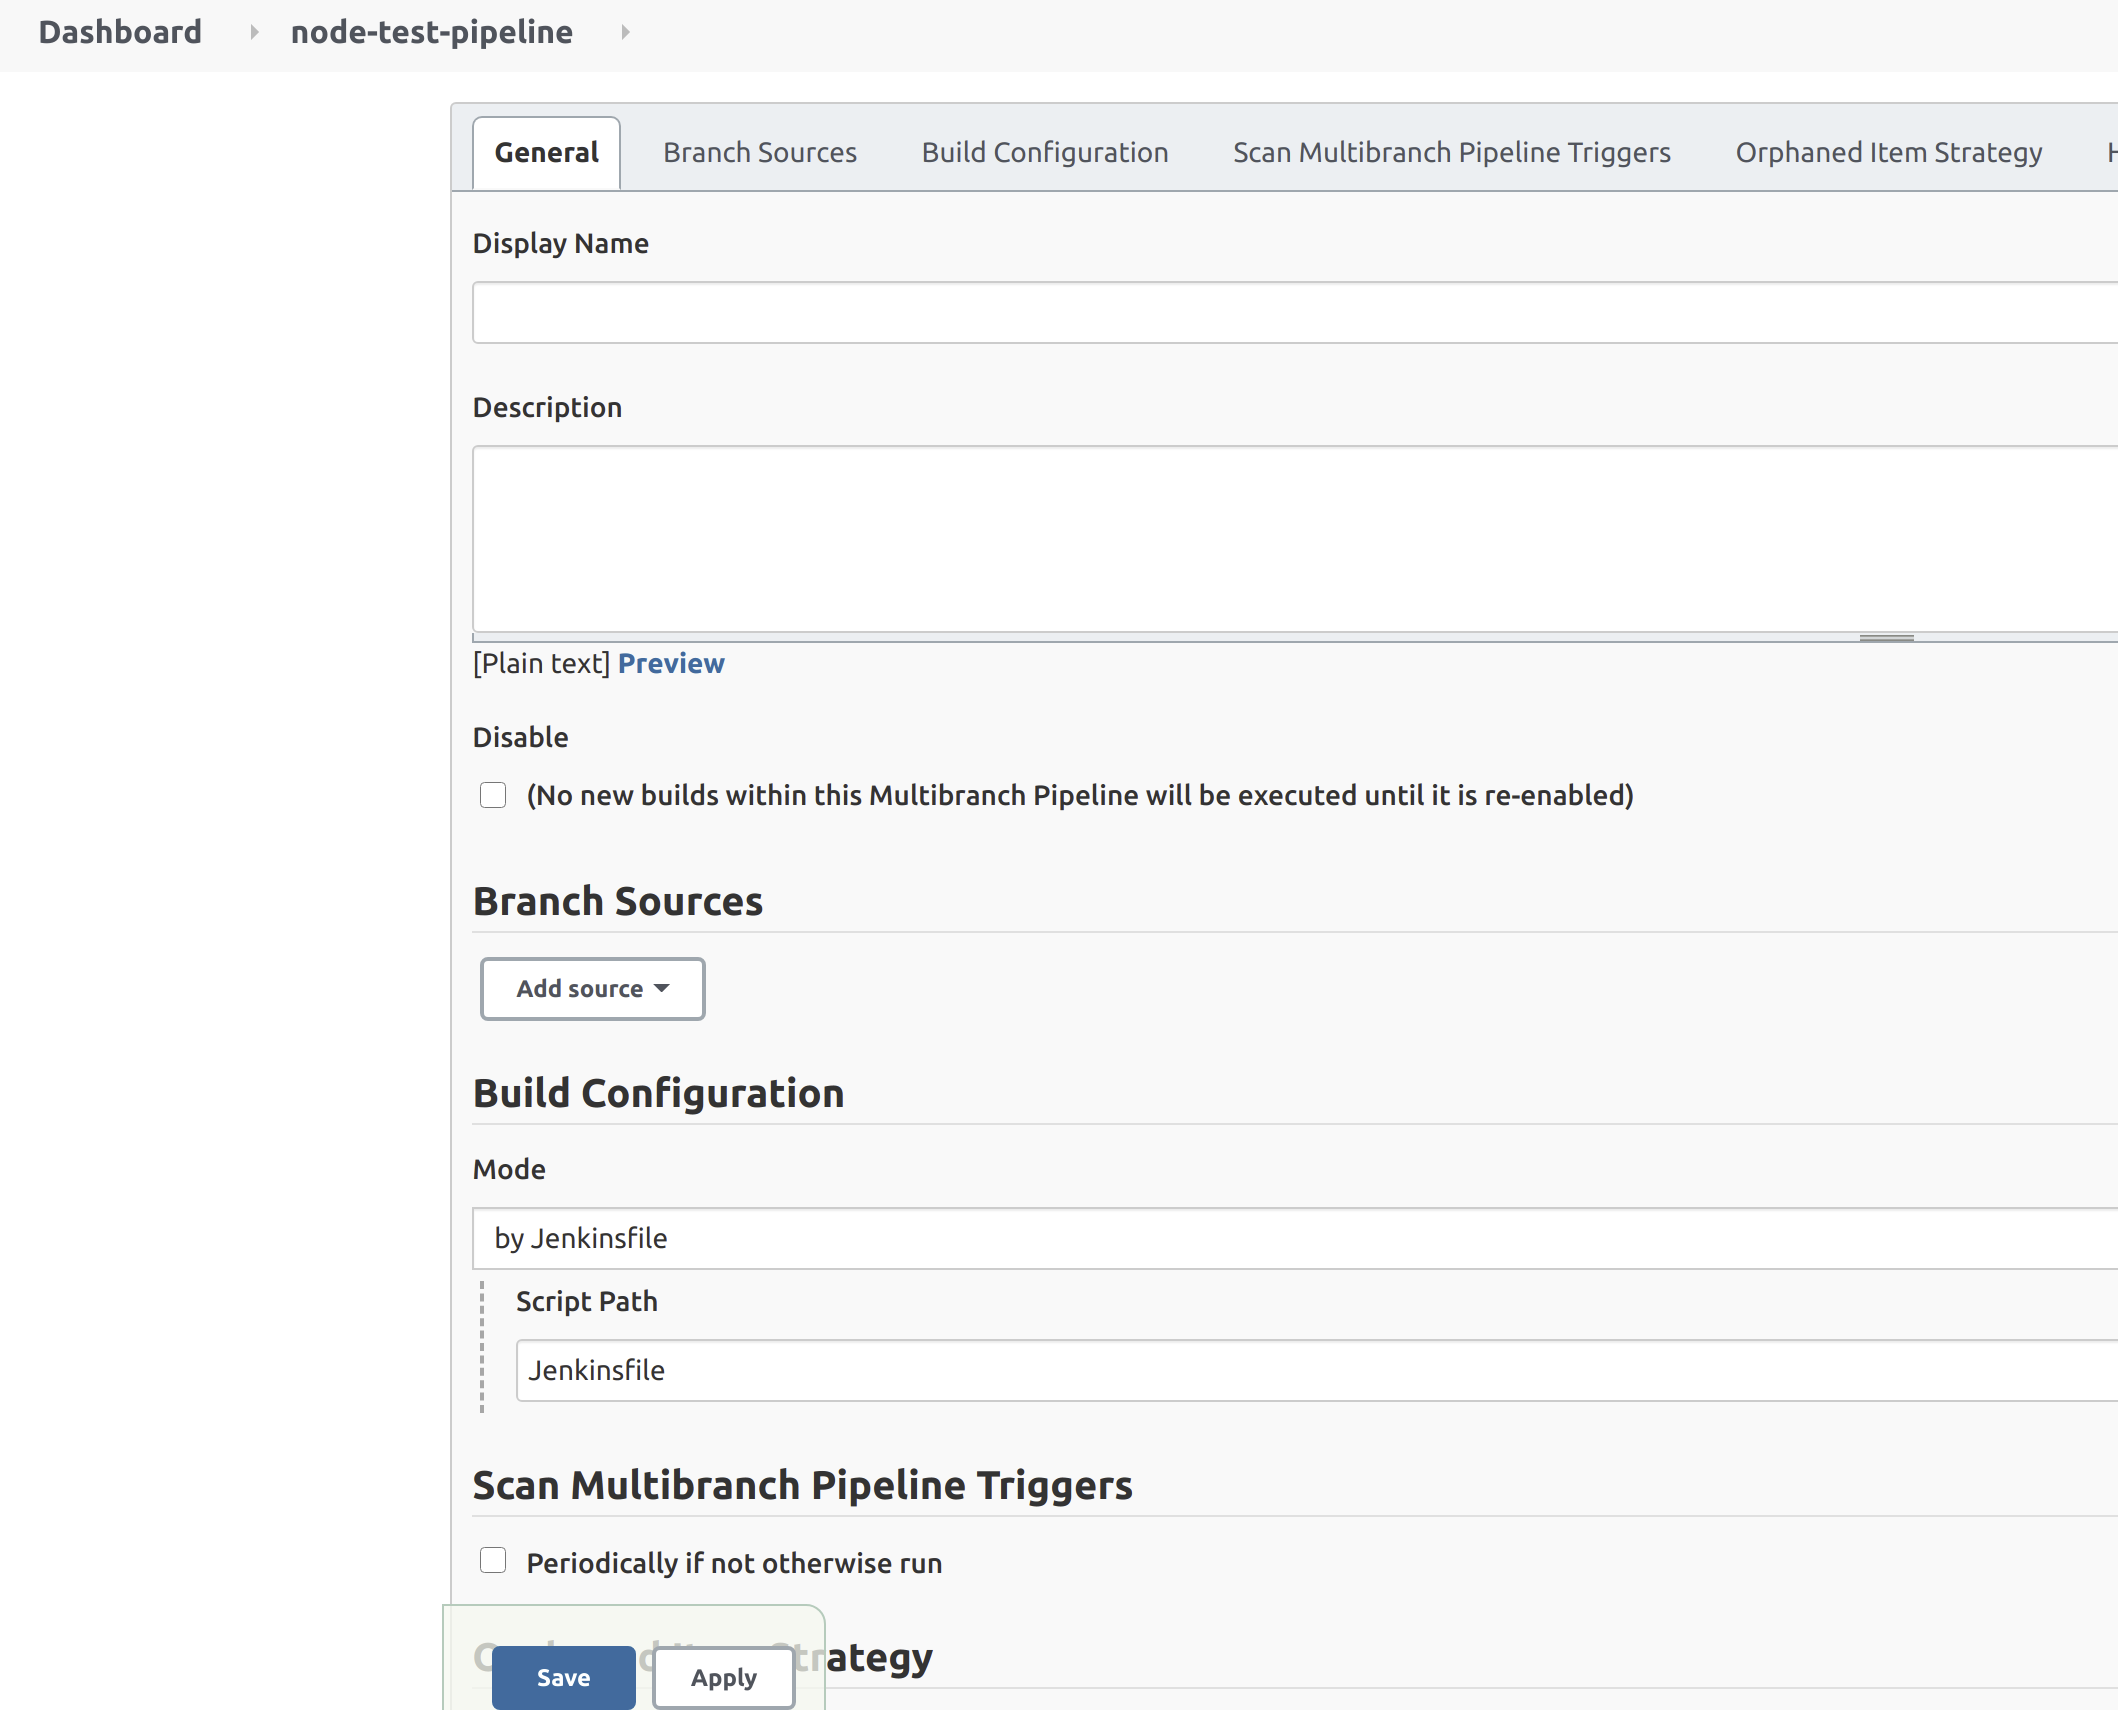 Dashboard node-test-pipeline
General Branch Sources Build Configuration Scan Multibranch Pipeline Triggers Orphaned Item Strategy
Display Name
Description
[Plain text] Preview
Disable
(No new builds within this Multibranch Pipeline will be executed until it is re-enabled)
Branch Sources
Add source
Build Configuration
Mode
by Jenkinsfile
Script Path
Jenkinsfile
Scan Multibranch Pipeline Triggers
Periodically if not otherwise run
Strategy
Save Apply